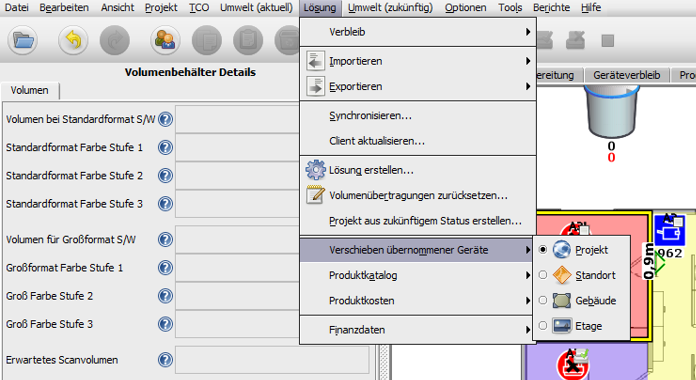 Datei Bearbeiten Ansicht Projekt TCO Umwelt (aktuell) Lösung Umwelt (zukünftig) Optionen Tools Berichte Hilfe
Verbleib
Importieren
Exportieren
Synchronisieren...
Client aktualisieren...
Lösung erstellen...
Volumenübertragungen zurücksetzen...
Projekt aus zukünftigem Status erstellen...
Verschieben übernommener Geräte
Produktkatalog
Produktkosten
Finanzdaten
Projekt
Standort
Gebäude
Etage
Volumenbehälter Details
Volumen
Volumen bei Standardformat S/W
Standardformat Farbe Stufe 1
Standardformat Farbe Stufe 2
Standardformat Farbe Stufe 3
Volumen für Großformat S/W
Großformat Farbe Stufe 1
Groß Farbe Stufe 2
Groß Farbe Stufe 3
Erwartetes Scanvolumen
ereitung Geräteverbleib Produ
0
0
962
0,9m